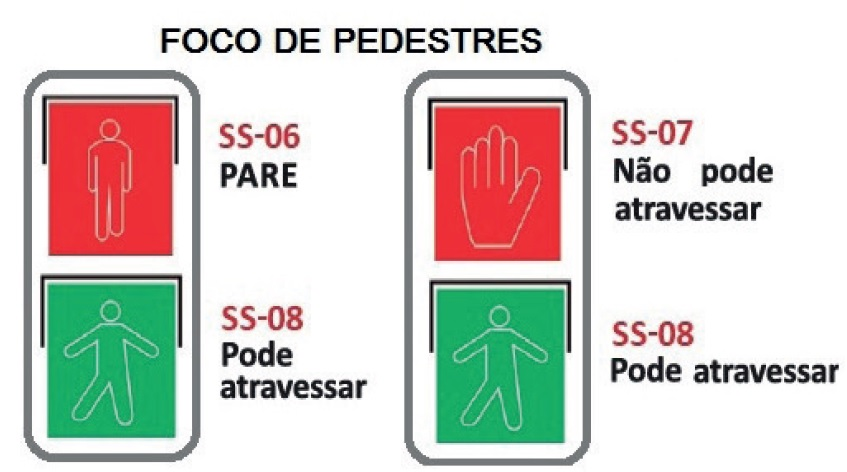 FOCO DE PEDESTRES
SS-06
PARE
SS-08
Pode
atravessar
SS-07
Não pode
atravessar
SS-08
Pode atravessar